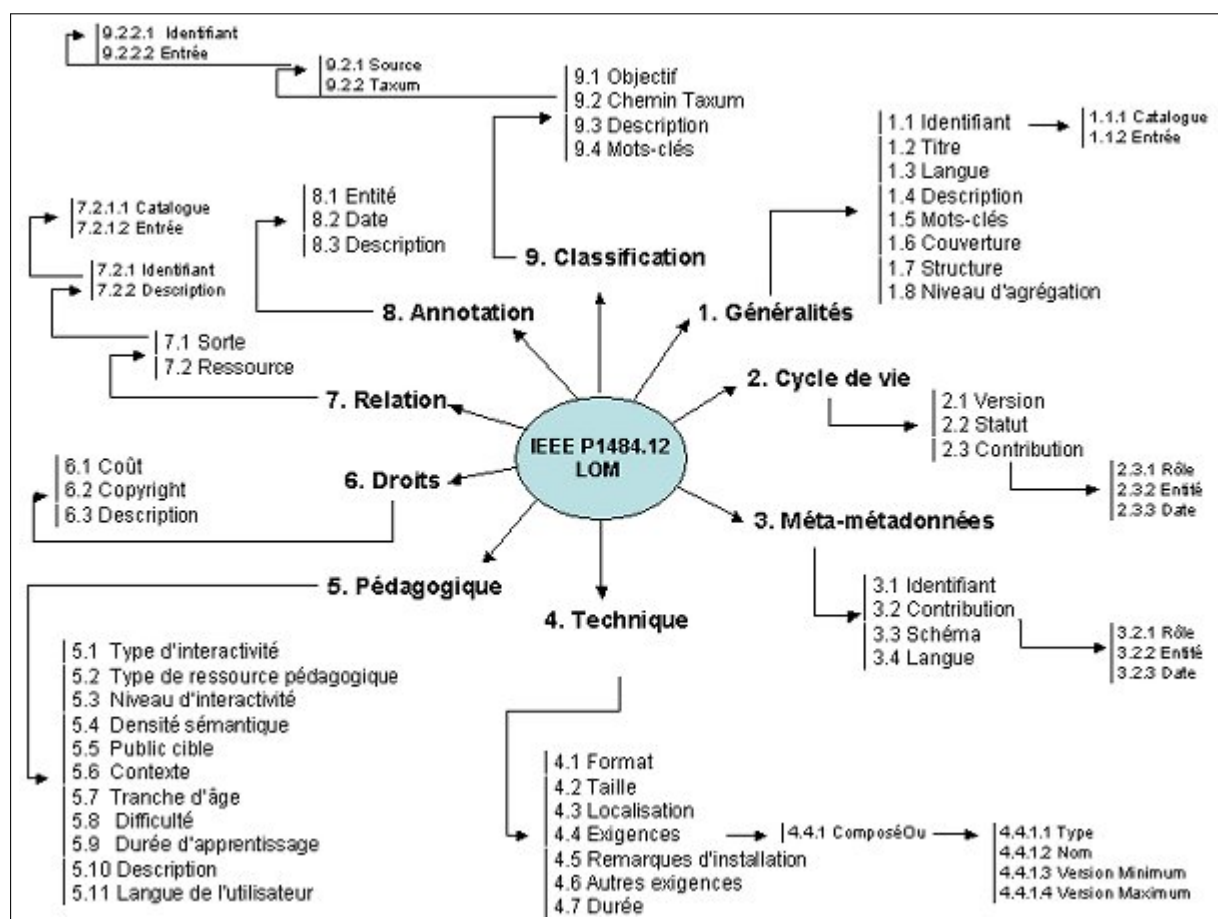 IEEE P1484.12
LOM
1. Généralités
1.1 Identifiant
1.2 Titre
1.3 Langue
1.4 Description
1.5 Mots-clés
1.6 Couverture
1.7 Structure
1.8 Niveau d'agrégation
1.1.1 Catalogue
1.1.2 Entrée
2. Cycle de vie
2.1 Version
2.2 Statut
2.3 Contribution
2.3.1 Rôle
2.3.2 Entité
2.3.3 Date
3. Méta-métadonnées
3.1 Identifiant
3.2 Contribution
3.3 Schéma
3.4 Langue
3.2.1 Rôle
3.2.2 Entité
3.2.3 Date
4. Technique
4.1 Format
4.2 Taille
4.3 Localisation
4.4 Exigences
4.5 Remarques d'installation
4.6 Autres exigences
4.7 Durée
4.4.1 ComposéOu
4.4.1.1 Type
4.4.1.2 Nom
4.4.1.3 Version Minimum
4.4.1.4 Version Maximum
5. Pédagogique
5.1 Type d'interactivité
5.2 Type de ressource pédagogique
5.3 Niveau d'interactivité
5.4 Densité sémantique
5.5 Public cible
5.6 Contexte
5.7 Tranche d'âge
5.8 Difficulté
5.9 Durée d'apprentissage
5.10 Description
5.11 Langue de l'utilisateur
6. Droits
6.1 Coût
6.2 Copyright
6.3 Description
7. Relation
7.1 Sorte
7.2 Ressource
7.2.1 Identifiant
7.2.2 Description
7.2.1.1 Catalogue
7.2.1.2 Entrée
8. Annotation
8.1 Entité
8.2 Date
8.3 Description
9. Classification
9.1 Objectif
9.2 Chemin Taxum
9.3 Description
9.4 Mots-clés
9.2.1 Source
9.2.2 Taxum
9.2.2.1 Identifiant
9.2.2.2 Entrée